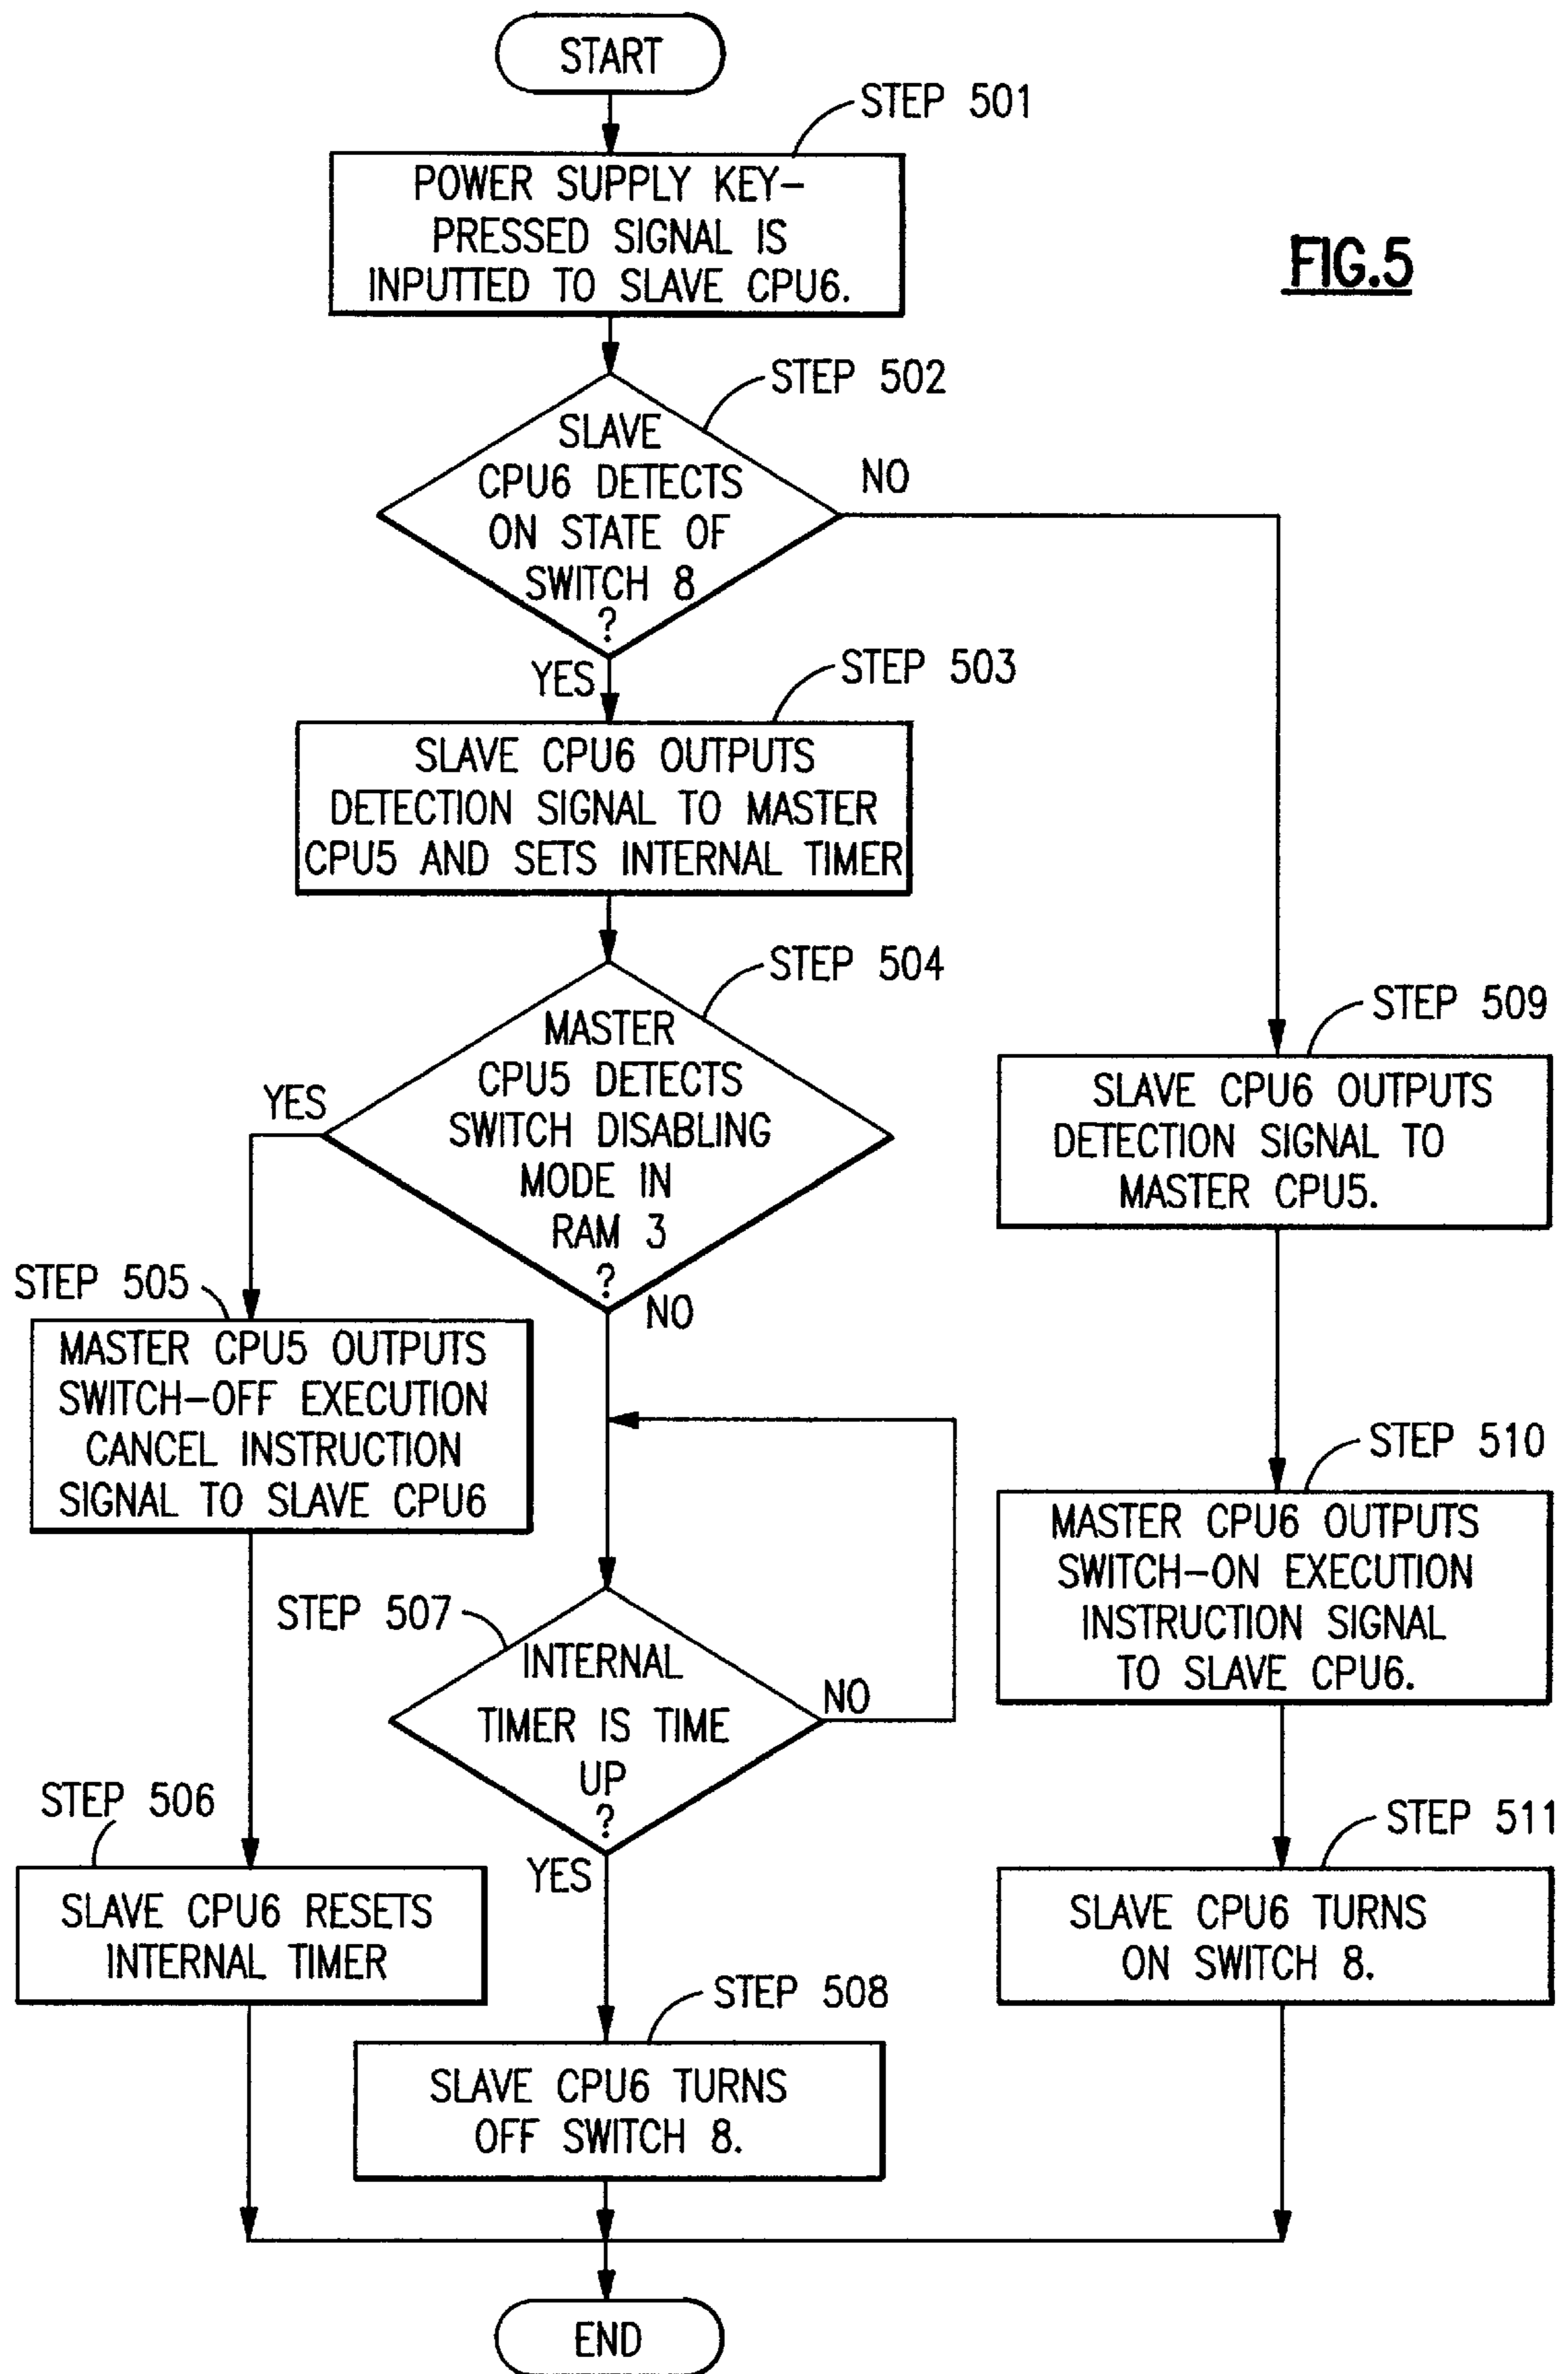 START
STEP 501
POWER SUPPLY KEY-
PRESSED SIGNAL IS
INPUTTED TO SLAVE CPU6.
FIG.5
STEP 502
SLAVE
CPU6 DETECTS
ON STATE OF
SWITCH 8
?
NO
YES
STEP 503
SLAVE CPU6 OUTPUTS
DETECTION SIGNAL TO MASTER
CPU5 AND SETS INTERNAL TIMER
STEP 504
MASTER
CPU5 DETECTS
SWITCH DISABLING
MODE IN
RAM 3
?
YES
NO
STEP 505
MASTER CPU5 OUTPUTS
SWITCH-OFF EXECUTION
CANCEL INSTRUCTION
SIGNAL TO SLAVE CPU6
STEP 506
SLAVE CPU6 RESETS
INTERNAL TIMER
STEP 507
INTERNAL
TIMER IS TIME
UP
?
NO
YES
STEP 508
SLAVE CPU6 TURNS
OFF SWITCH 8.
STEP 509
SLAVE CPU6 OUTPUTS
DETECTION SIGNAL TO
MASTER CPU5.
STEP 510
MASTER CPU6 OUTPUTS
SWITCH-ON EXECUTION
INSTRUCTION SIGNAL
TO SLAVE CPU6.
STEP 511
SLAVE CPU6 TURNS
ON SWITCH 8.
END